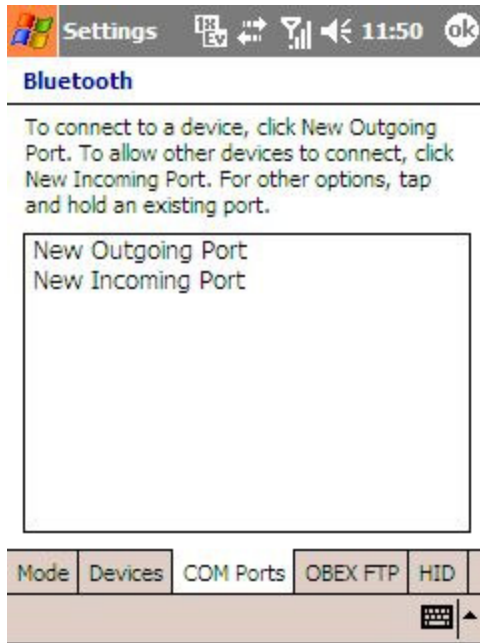 Settings 1X Ev 11:50 ok
Bluetooth
To connect to a device, click New Outgoing
Port. To allow other devices to connect, click
New Incoming Port. For other options, tap
and hold an existing port.
New Outgoing Port
New Incoming Port
Mode Devices COM Ports OBEX FTP HID